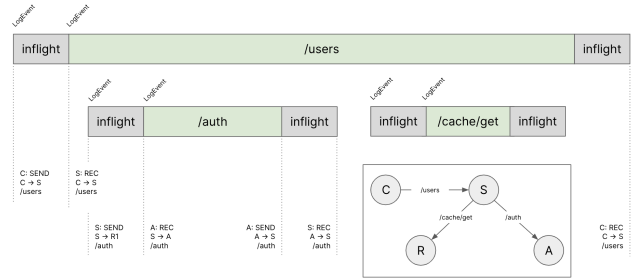 LogEvent
LogEvent
inflight
/users
inflight
LogEvent
LogEvent
LogEvent
LogEvent
inflight
/auth
inflight
inflight
/cache/get
inflight
C: SEND
C → S
/users
S: REC
C → S
/users
S: SEND
S → R1
/auth
A: REC
S → A
/auth
A: SEND
A → S
/auth
S: REC
A → S
/auth
C
/users
S
/cache/get
/auth
R
A
C: REC
C → S
/users